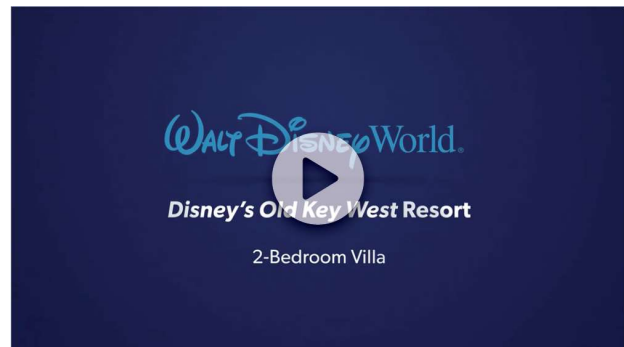 WALT DISNEY World.
Disney's Old Key West Resort
2-Bedroom Villa